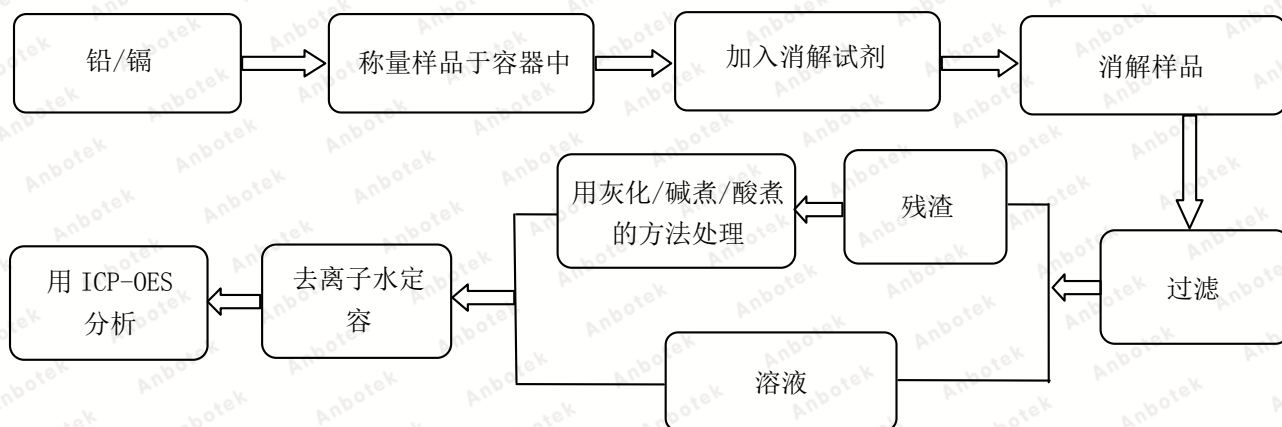 铅/镉
称量样品于容器中
加入消解试剂
消解样品
过滤
残渣
用灰化/碱煮/酸煮
的方法处理
溶液
去离子水定
容
用 ICP-OES
分析
Anbotek